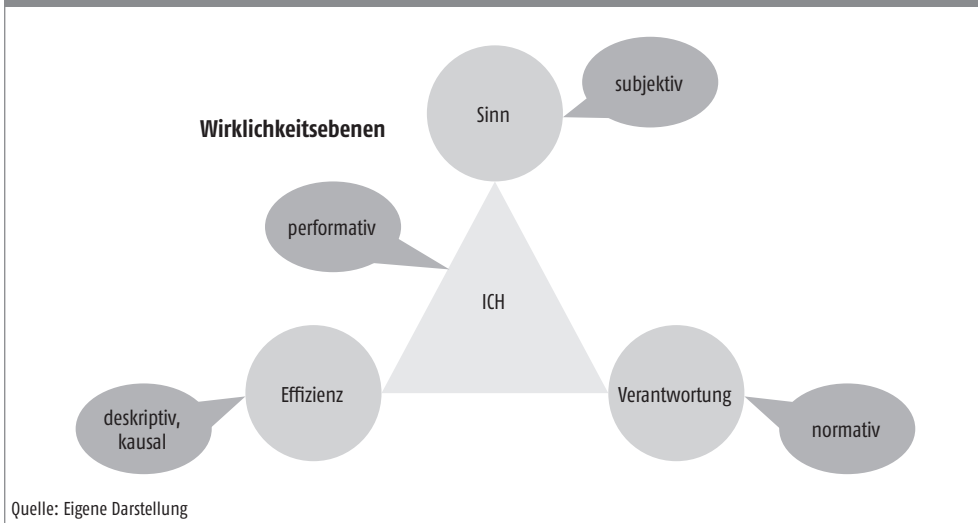 subjektiv
Sinn
Wirklichkeitsebenen
performativ
ICH
Effizienz
Verantwortung
deskriptiv,
kausal
normativ
Quelle: Eigene Darstellung